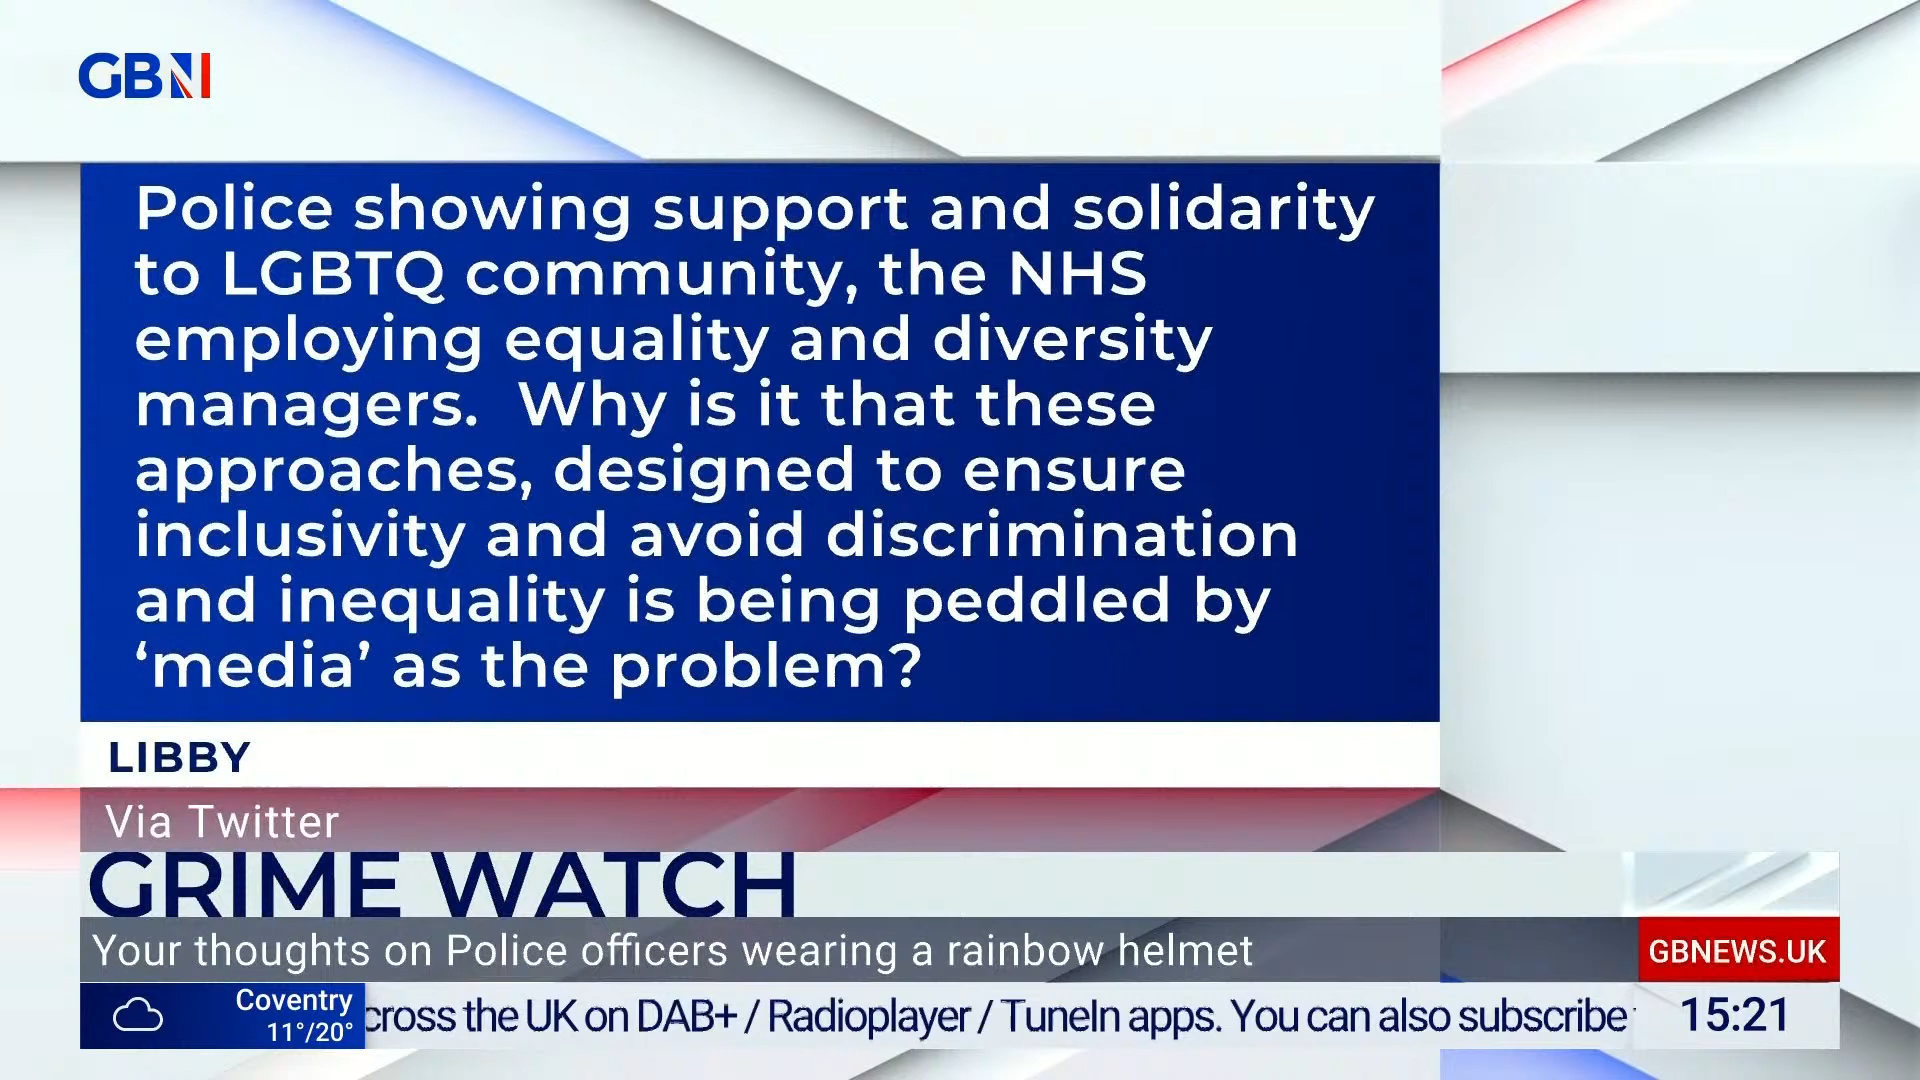 GBN
Police showing support and solidarity
to LGBTQ community, the NHS
employing equality and diversity
managers.  Why is it that these
approaches, designed to ensure
inclusivity and avoid discrimination
and inequality is being peddled by
‘media’ as the problem?
LIBBY
Via Twitter
GRIME WATCH
Your thoughts on Police officers wearing a rainbow helmet
GBNEWS.UK
Coventry
11°/20°
cross the UK on DAB+ / Radioplayer / TuneIn apps. You can also subscribe
15:21